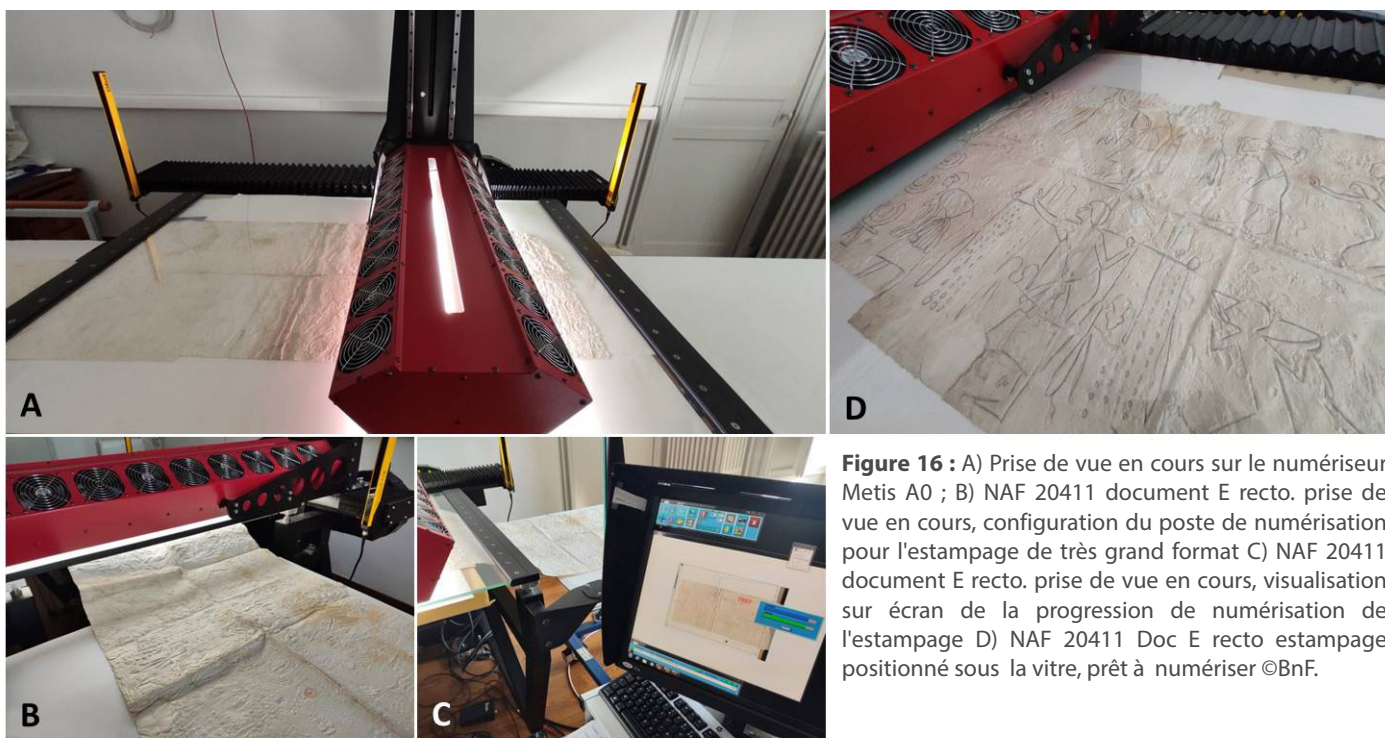 A
D
B
C
Figure 16 : A) Prise de vue en cours sur le numériseur
Metis A0 ; B) NAF 20411 document E recto. prise de
vue en cours, configuration du poste de numérisation
pour l'estampage de très grand format C) NAF 20411
document E recto. prise de vue en cours, visualisation
sur écran de la progression de numérisation de
l'estampage D) NAF 20411 Doc E recto estampage
positionné sous la vitre, prêt à numériser ©BnF.